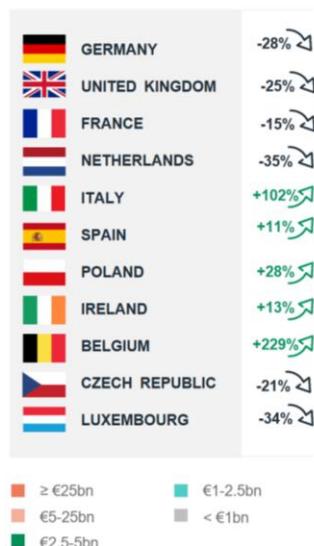 GERMANY -28%
UNITED KINGDOM -25%
FRANCE -15%
NETHERLANDS -35%
ITALY +102%
SPAIN +11%
POLAND +28%
IRELAND +13%
BELGIUM +229%
CZECH REPUBLIC -21%
LUXEMBOURG -34%
≥ €25bn €1-2.5bn
€5-25bn < €1bn
€2.5-5bn